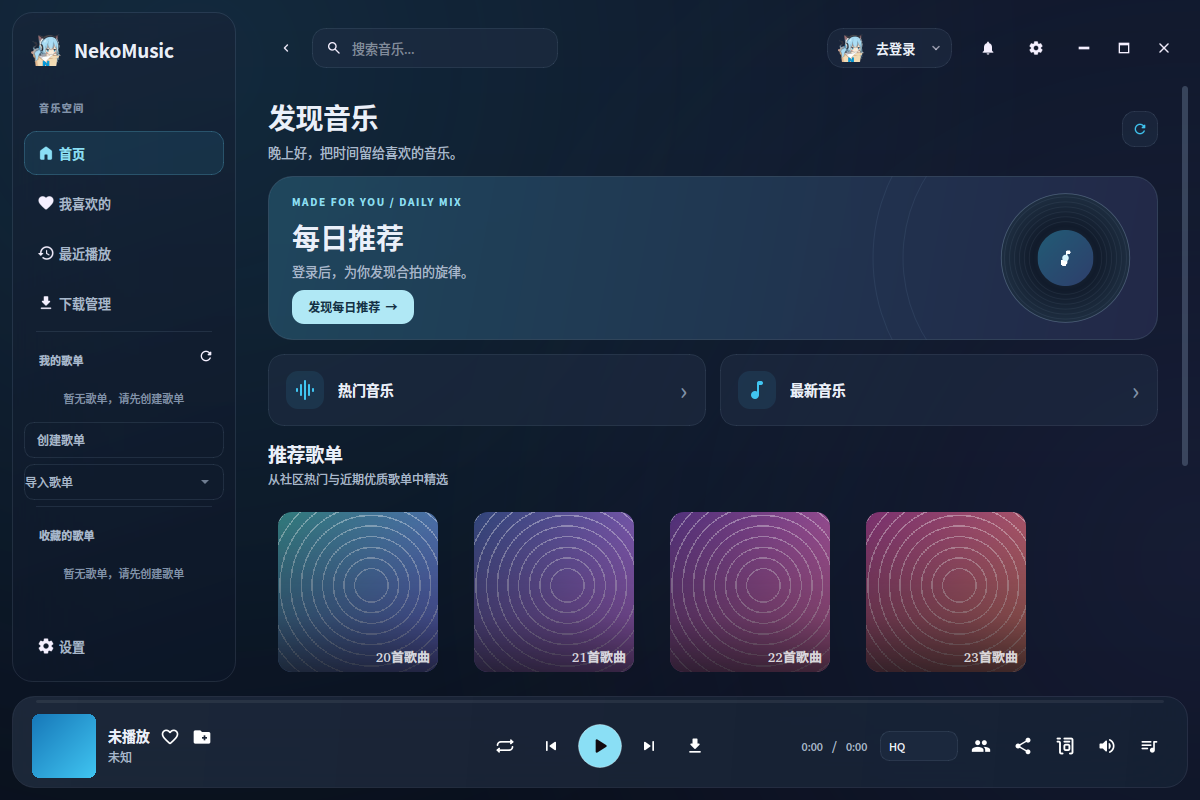 NekoMusic
音乐空间
首页
我喜欢的
最近播放
下载管理
我的歌单
暂无歌单，请先创建歌单
创建歌单
导入歌单
收藏的歌单
暂无歌单，请先创建歌单
设置
搜索音乐...
去登录
发现音乐
晚上好，把时间留给喜欢的音乐。
MADE FOR YOU / DAILY MIX
每日推荐
登录后，为你发现合拍的旋律。
发现每日推荐 →
热门音乐
最新音乐
推荐歌单
从社区热门与近期优质歌单中精选
20首歌曲
21首歌曲
22首歌曲
23首歌曲
未播放
未知
0:00 / 0:00
HQ